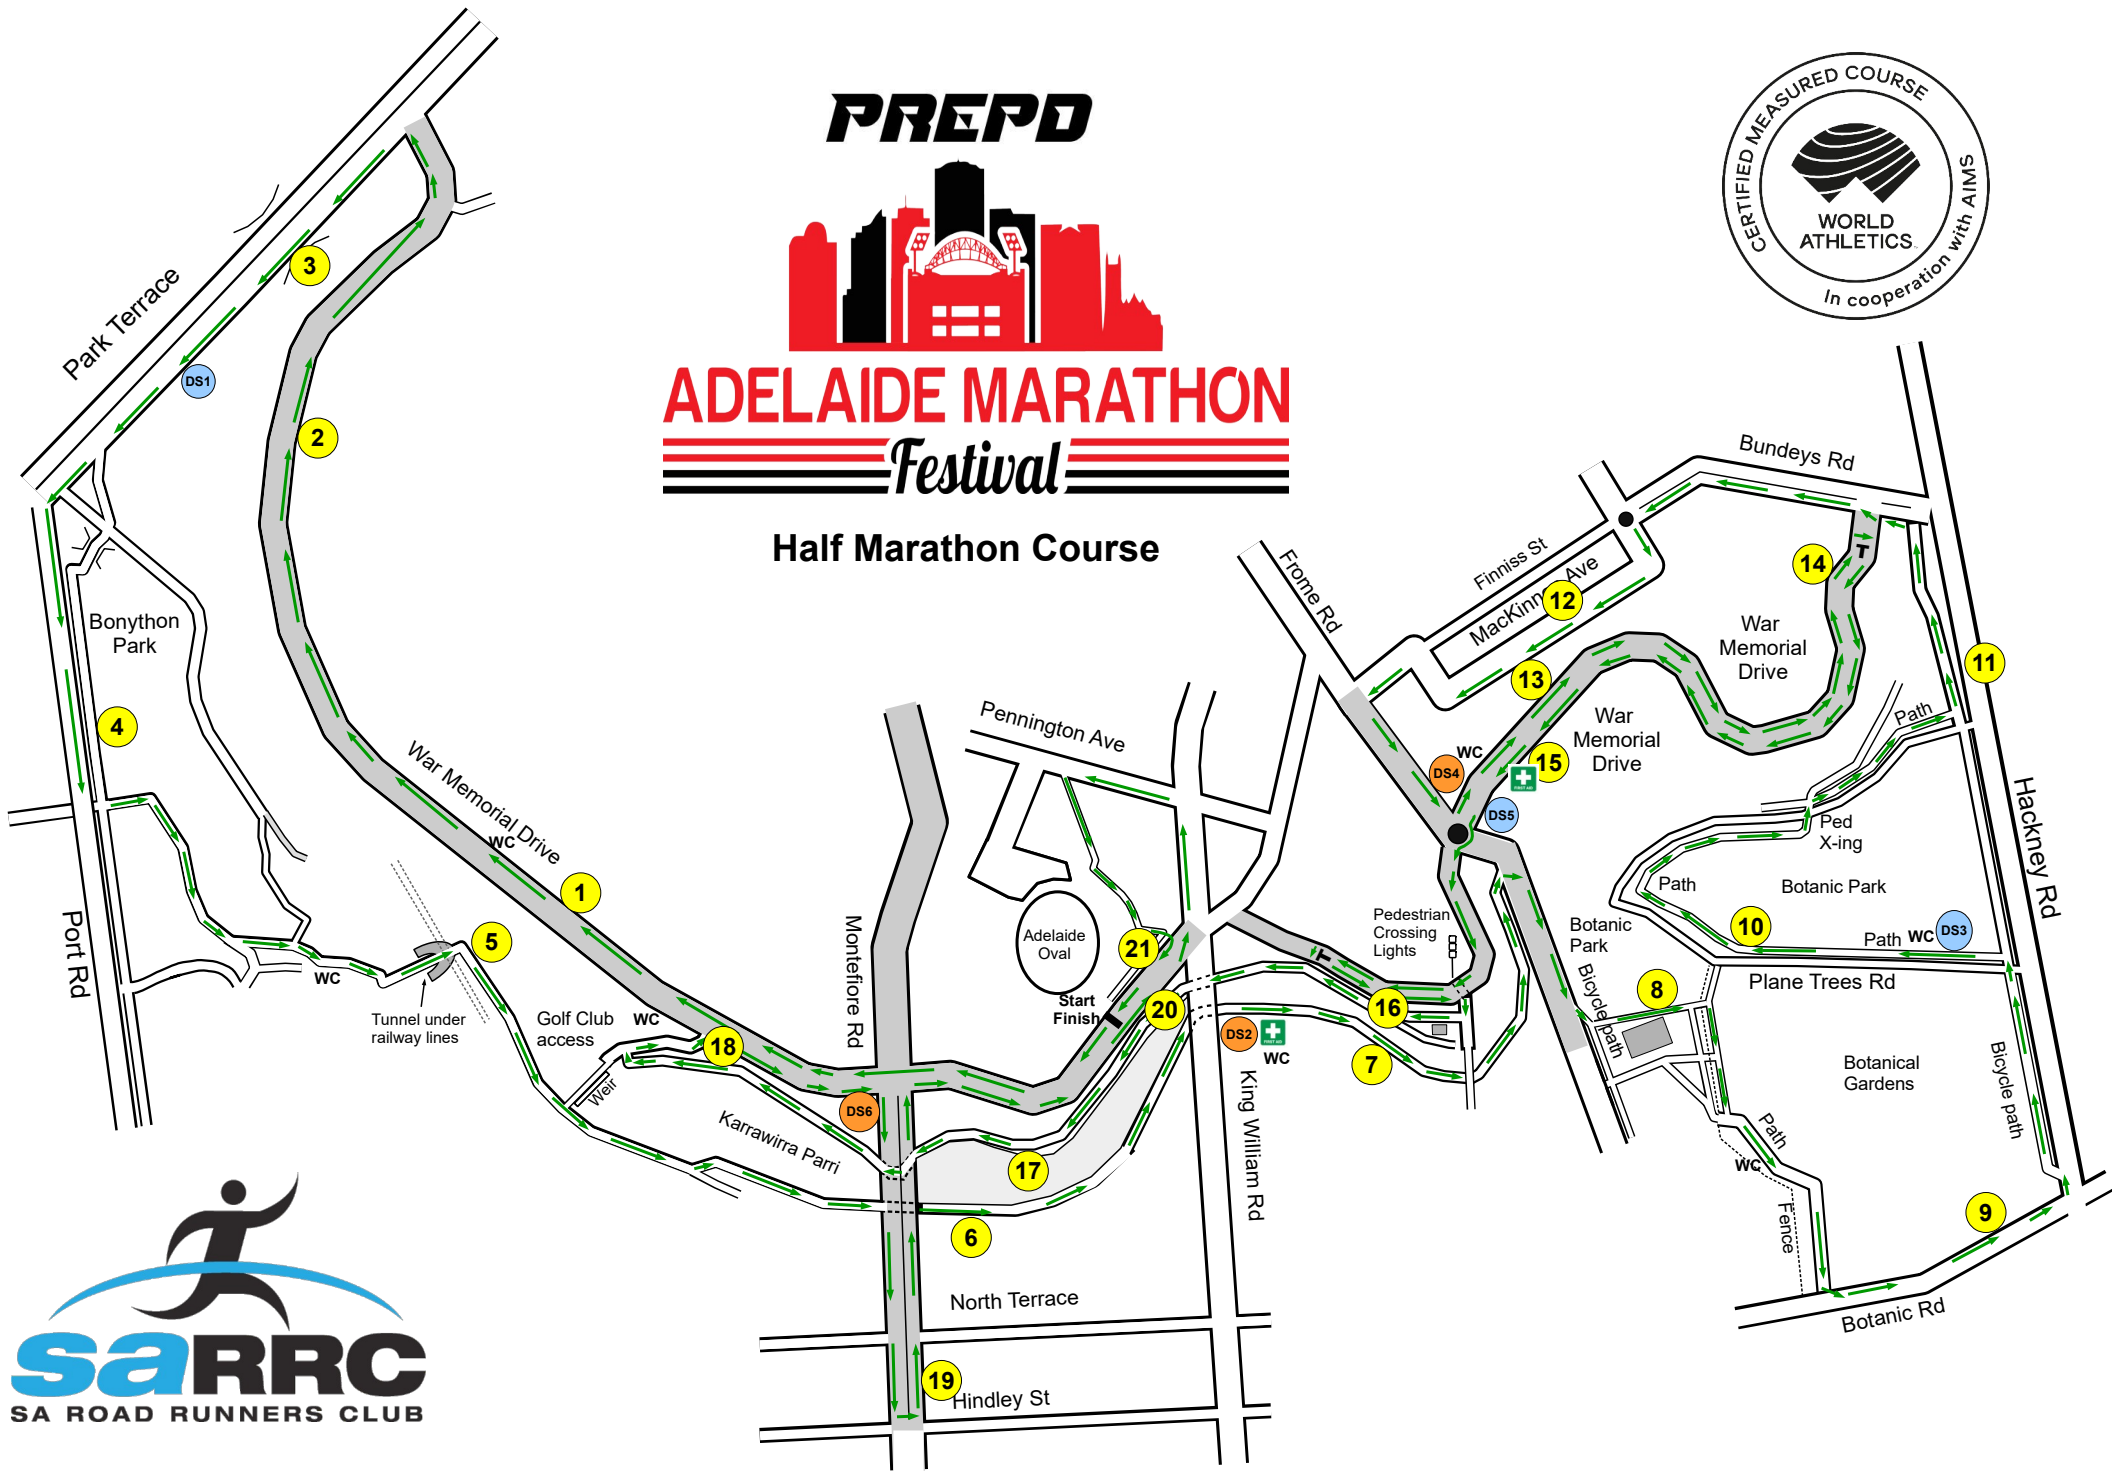 PREPD
ADELAIDE MARATHON
Festival
Half Marathon Course
CERTIFIED MEASURED COURSE
WORLD
ATHLETICS
In cooperation with AIMS
Park Terrace
3
DS1
2
Bonython
Park
4
Port Rd
War Memorial Drive
WC
1
5
WC
Tunnel under
railway lines
Golf Club
access
WC
Weir
18
Montefiore Rd
DS6
Karrawirra Parri
17
6
North Terrace
19
Hindley St
Pennington Ave
Adelaide
Oval
21
Start
Finish
20
DS2
FIRST AID
WC
King William Rd
7
16
Pedestrian
Crossing
Lights
Frome Rd
Finniss St
MacKinn Ave
12
13
Bundeys Rd
14
T
T
War
Memorial
Drive
War
Memorial
Drive
15
FIRST AID
WC
DS4
DS5
11
Path
Ped
X-ing
Path
Botanic Park
10
Path
WC
DS3
Plane Trees Rd
Hackney Rd
Botanic
Park
Bicycle path
8
Botanical
Gardens
Bicycle path
Path
WC
Fence
9
Botanic Rd
saRRC
SA ROAD RUNNERS CLUB